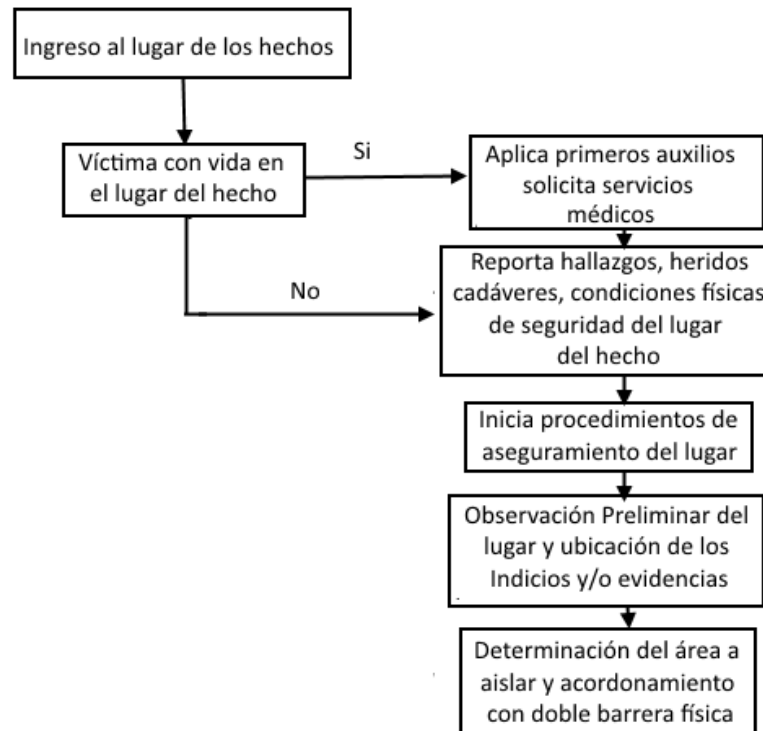 Ingreso al lugar de los hechos
Víctima con vida en
el lugar del hecho
Si
Aplica primeros auxilios
solicita servicios
médicos
No
Reporta hallazgos, heridos
cadáveres, condiciones físicas
de seguridad del lugar
del hecho
Inicia procedimientos de
aseguramiento del lugar
Observación Preliminar del
lugar y ubicación de los
Indicios y/o evidencias
Determinación del área a
aislar y acordonamiento
con doble barrera física